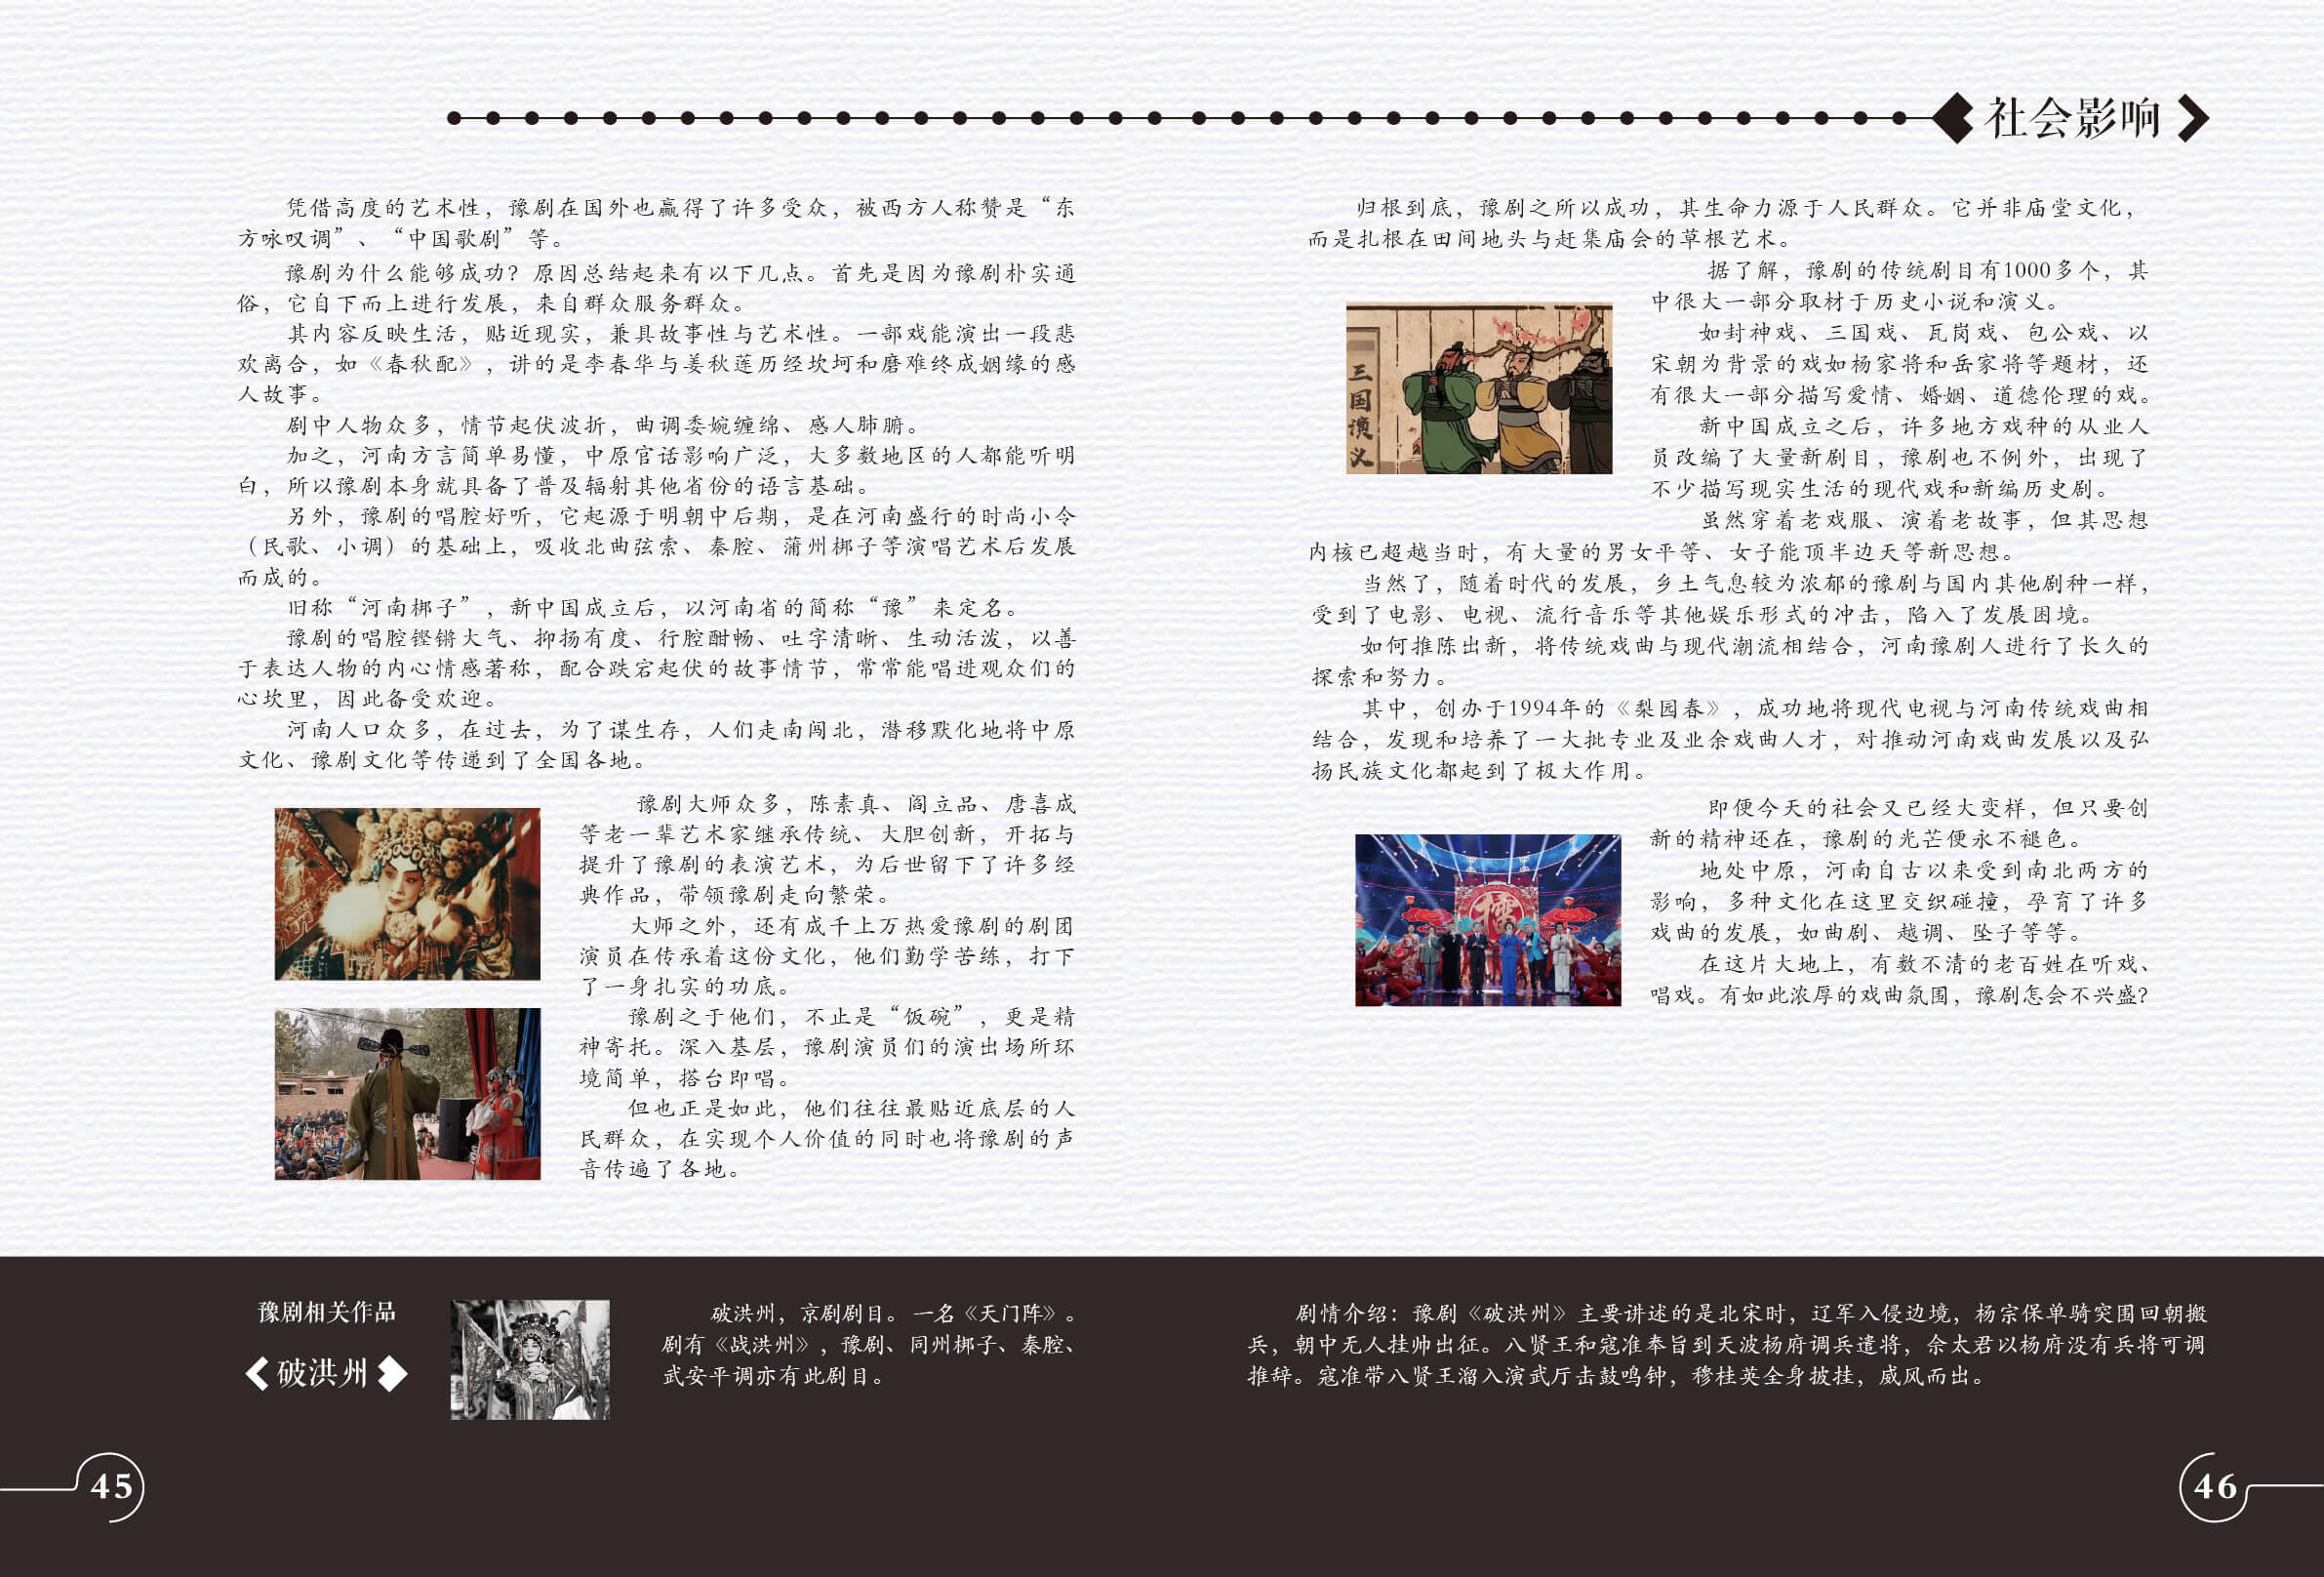 社会影响
凭借高度的艺术性，豫剧在国外也赢得了许多受众，被西方人称赞是“东
方咏叹调”、“中国歌剧”等。
豫剧为什么能够成功？原因总结起来有以下几点。首先是因为豫剧朴实通
俗，它自下而上进行发展，来自群众服务群众。
其内容反映生活，贴近现实，兼具故事性与艺术性。一部戏能演出一段悲
欢离合，如《春秋配》，讲的是李春华与姜秋莲历经坎坷和磨难终成姻缘的感
人故事。
剧中人物众多，情节起伏波折，曲调委婉缠绵、感人肺腑。
加之，河南方言简单易懂，中原官话影响广泛，大多数地区的人都能听明
白，所以豫剧本身就具备了普及辐射其他省份的语言基础。
另外，豫剧的唱腔好听，它起源于明朝中后期，是在河南盛行的时尚小令
（民歌、小调）的基础上，吸收北曲弦索、秦腔、蒲州梆子等演唱艺术后发展
而成的。
旧称“河南梆子”，新中国成立后，以河南省的简称“豫”来定名。
豫剧的唱腔铿锵大气、抑扬有度、行腔酣畅、吐字清晰、生动活泼，以善
于表达人物的内心情感著称，配合跌宕起伏的故事情节，常常能唱进观众们的
心坎里，因此备受欢迎。
河南人口众多，在过去，为了谋生存，人们走南闯北，潜移默化地将中原
文化、豫剧文化等传递到了全国各地。
豫剧大师众多，陈素真、阎立品、唐喜成
等老一辈艺术家继承传统、大胆创新，开拓与
提升了豫剧的表演艺术，为后世留下了许多经
典作品，带领豫剧走向繁荣。
大师之外，还有成千上万热爱豫剧的剧团
演员在传承着这份文化，他们勤学苦练，打下
了一身扎实的功底。
豫剧之于他们，不止是“饭碗”，更是精
神寄托。深入基层，豫剧演员们的演出场所环
境简单，搭台即唱。
但也正是如此，他们往往最贴近底层的人
民群众，在实现个人价值的同时也将豫剧的声
音传遍了各地。
归根到底，豫剧之所以成功，其生命力源于人民群众。它并非庙堂文化，
而是扎根在田间地头与赶集庙会的草根艺术。
据了解，豫剧的传统剧目有1000多个，其
中很大一部分取材于历史小说和演义。
如封神戏、三国戏、瓦岗戏、包公戏、以
宋朝为背景的戏如杨家将和岳家将等题材，还
有很大一部分描写爱情、婚姻、道德伦理的戏。
新中国成立之后，许多地方戏种的从业人
员改编了大量新剧目，豫剧也不例外，出现了
不少描写现实生活的现代戏和新编历史剧。
虽然穿着老戏服、演着老故事，但其思想
内核已超越当时，有大量的男女平等、女子能顶半边天等新思想。
当然了，随着时代的发展，乡土气息较为浓郁的豫剧与国内其他剧种一样，
受到了电影、电视、流行音乐等其他娱乐形式的冲击，陷入了发展困境。
如何推陈出新，将传统戏曲与现代潮流相结合，河南豫剧人进行了长久的
探索和努力。
其中，创办于1994年的《梨园春》，成功地将现代电视与河南传统戏曲相
结合，发现和培养了一大批专业及业余戏曲人才，对推动河南戏曲发展以及弘
扬民族文化都起到了极大作用。
即便今天的社会又已经大变样，但只要创
新的精神还在，豫剧的光芒便永不褪色。
地处中原，河南自古以来受到南北两方的
影响，多种文化在这里交织碰撞，孕育了许多
戏曲的发展，如曲剧、越调、坠子等等。
在这片大地上，有数不清的老百姓在听戏、
唱戏。有如此浓厚的戏曲氛围，豫剧怎会不兴盛？
三国演义
豫剧相关作品
破洪州
破洪州，京剧剧目。 一名《天门阵》。
剧有《战洪州》，豫剧、同州梆子、秦腔、
武安平调亦有此剧目。
剧情介绍：豫剧《破洪州》主要讲述的是北宋时，辽军入侵边境，杨宗保单骑突围回朝搬
兵，朝中无人挂帅出征。八贤王和寇准奉旨到天波杨府调兵遣将，佘太君以杨府没有兵将可调
推辞。寇准带八贤王溜入演武厅击鼓鸣钟，穆桂英全身披挂，威风而出。
45
46